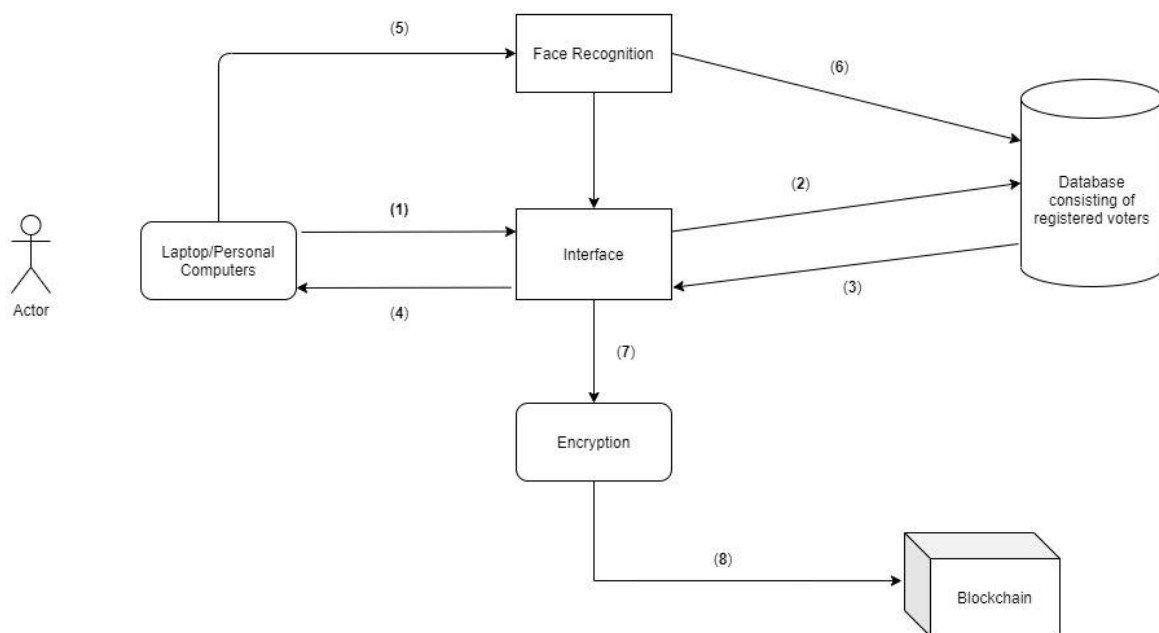 (5)
Face Recognition
(6)
(2)
Database
consisting of
registered voters
(1)
Laptop/Personal
Computers
Interface
Actor
(4)
(3)
(7)
Encryption
(8)
Blockchain